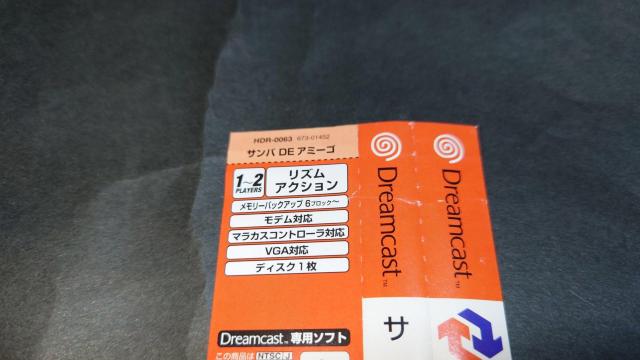 HDR-0063 673-01452
サンバ DE アミーゴ
1~2 PLAYERS
リズム
アクション
メモリーバックアップ 6ブロック~
モデム対応
マラカスコントローラ対応
VGA対応
ディスク1枚
Dreamcast™ 専用ソフト
この商品は NTSC J
Dreamcast™
サ
Dreamcast™